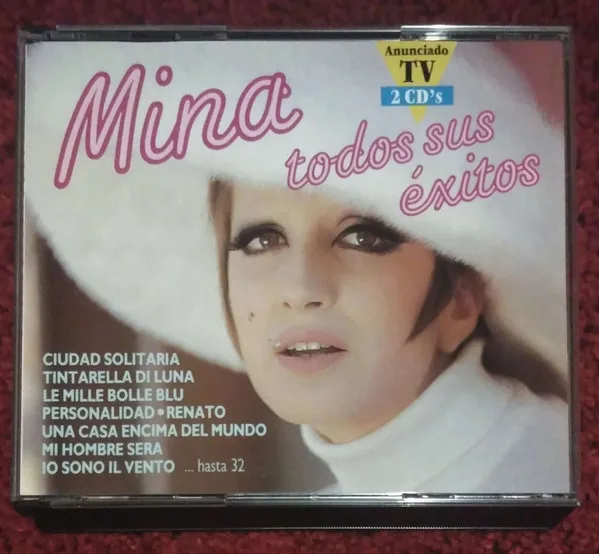 Mina
todos sus
éxitos
Anunciado
TV
2 CD's
CIUDAD SOLITARIA
TINTARELLA DI LUNA
LE MILLE BOLLE BLU
PERSONALIDAD • RENATO
UNA CASA ENCIMA DEL MUNDO
MI HOMBRE SERA
IO SONO IL VENTO ... hasta 32